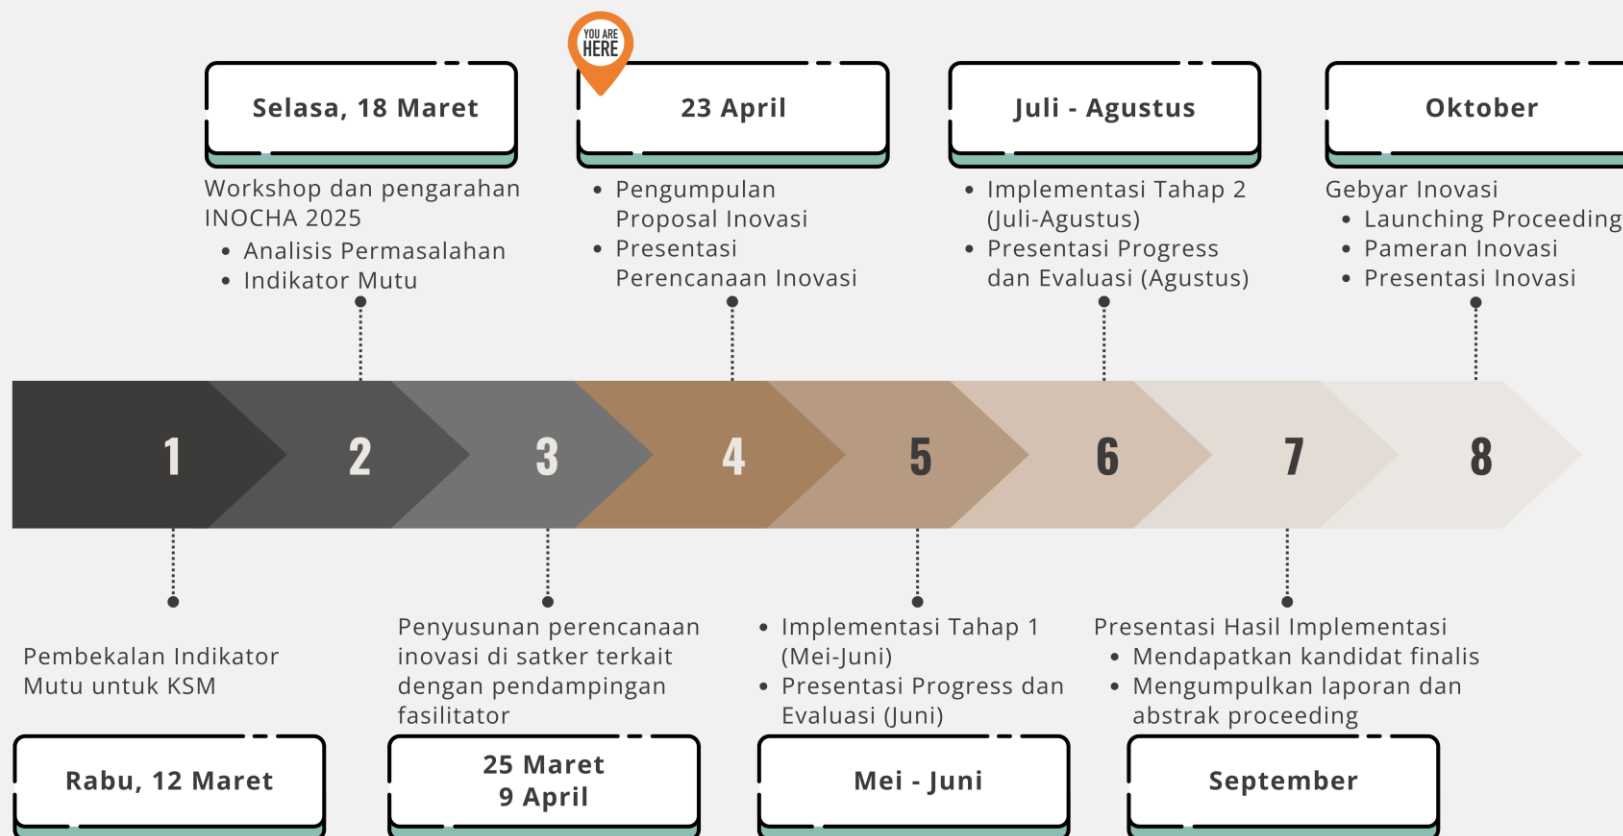 YOU ARE
HERE
Selasa, 18 Maret
Workshop dan pengarahan
INOCHA 2025
• Analisis Permasalahan
• Indikator Mutu
23 April
• Pengumpulan
Proposal Inovasi
• Presentasi
Perencanaan Inovasi
Juli - Agustus
• Implementasi Tahap 2
(Juli-Agustus)
• Presentasi Progress
dan Evaluasi (Agustus)
Oktober
Gebyar Inovasi
• Launching Proceeding
• Pameran Inovasi
• Presentasi Inovasi
1
2
3
4
5
6
7
8
Pembekalan Indikator
Mutu untuk KSM
Rabu, 12 Maret
Penyusunan perencanaan
inovasi di satker terkait
dengan pendampingan
fasilitator
25 Maret
9 April
• Implementasi Tahap 1
(Mei-Juni)
• Presentasi Progress dan
Evaluasi (Juni)
Mei - Juni
Presentasi Hasil Implementasi
• Mendapatkan kandidat finalis
• Mengumpulkan laporan dan
abstrak proceeding
September